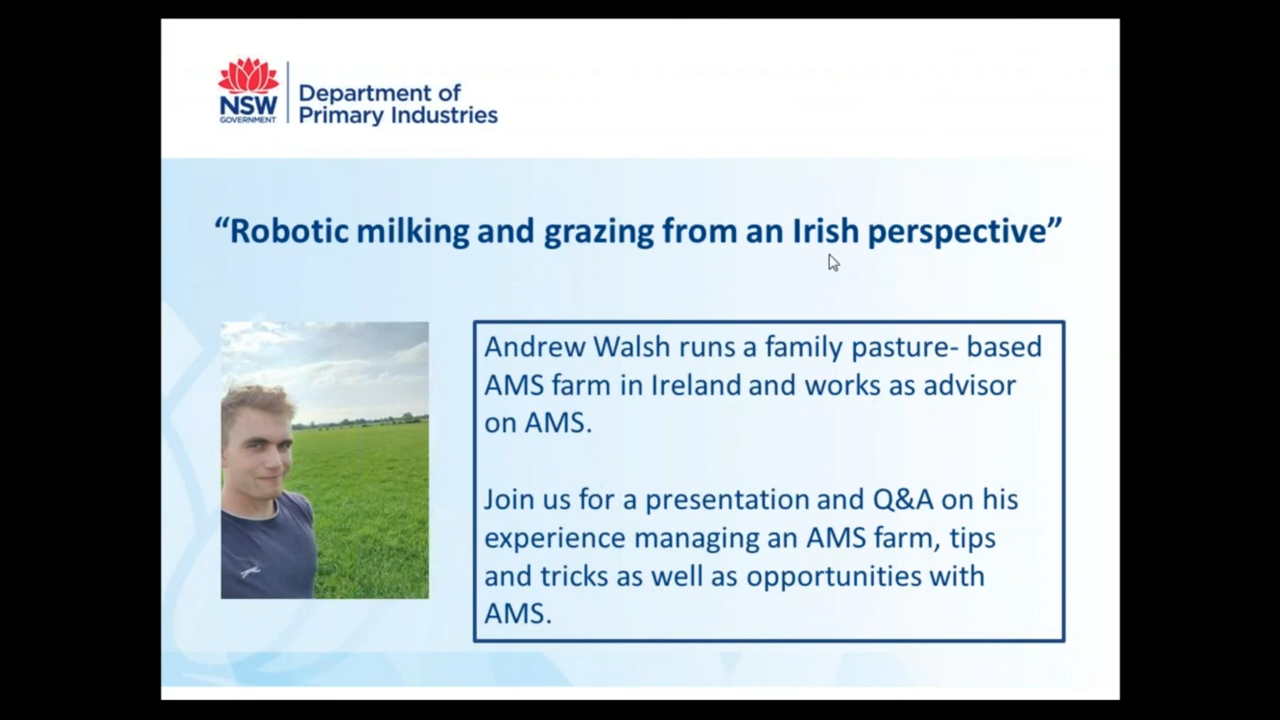 NSW
GOVERNMENT
Department of
Primary Industries
“Robotic milking and grazing from an Irish perspective”
Andrew Walsh runs a family pasture- based
AMS farm in Ireland and works as advisor
on AMS.
Join us for a presentation and Q&A on his
experience managing an AMS farm, tips
and tricks as well as opportunities with
AMS.